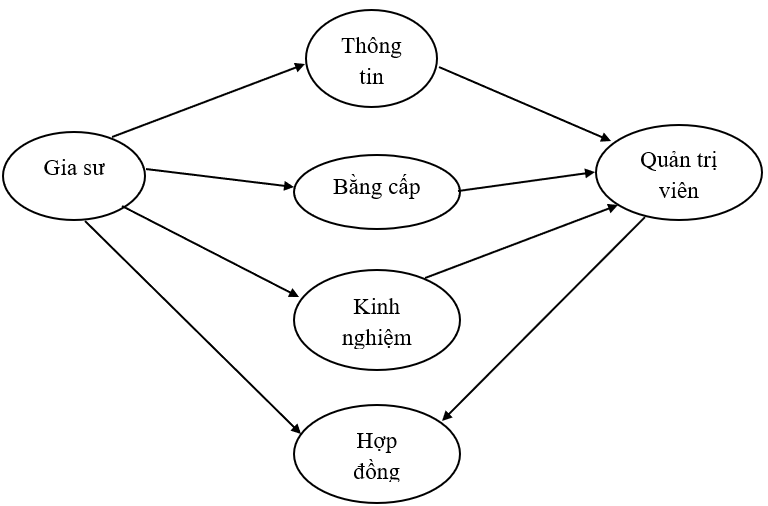 Thông
tin
Gia sư
Bằng cấp
Quản trị
viên
Kinh
nghiệm
Hợp
đồng